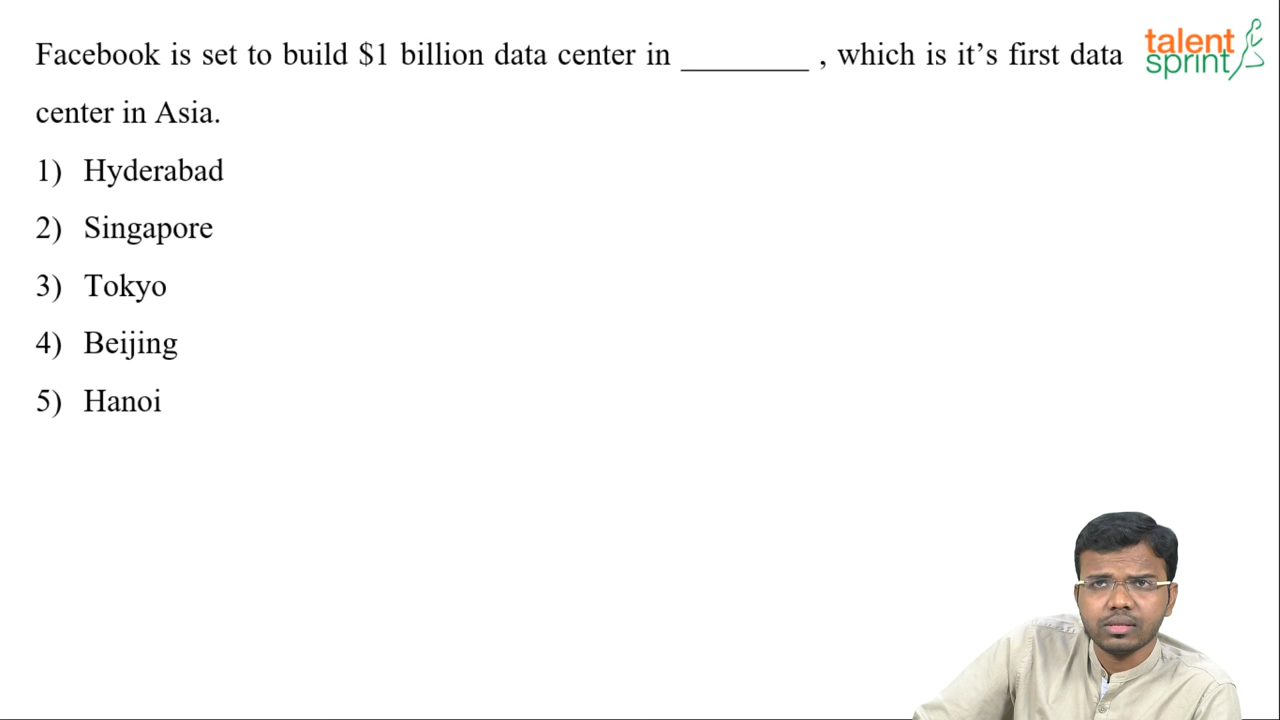 talent
sprint
Facebook is set to build $1 billion data center in _________ , which is it’s first data
center in Asia.
1) Hyderabad
2) Singapore
3) Tokyo
4) Beijing
5) Hanoi